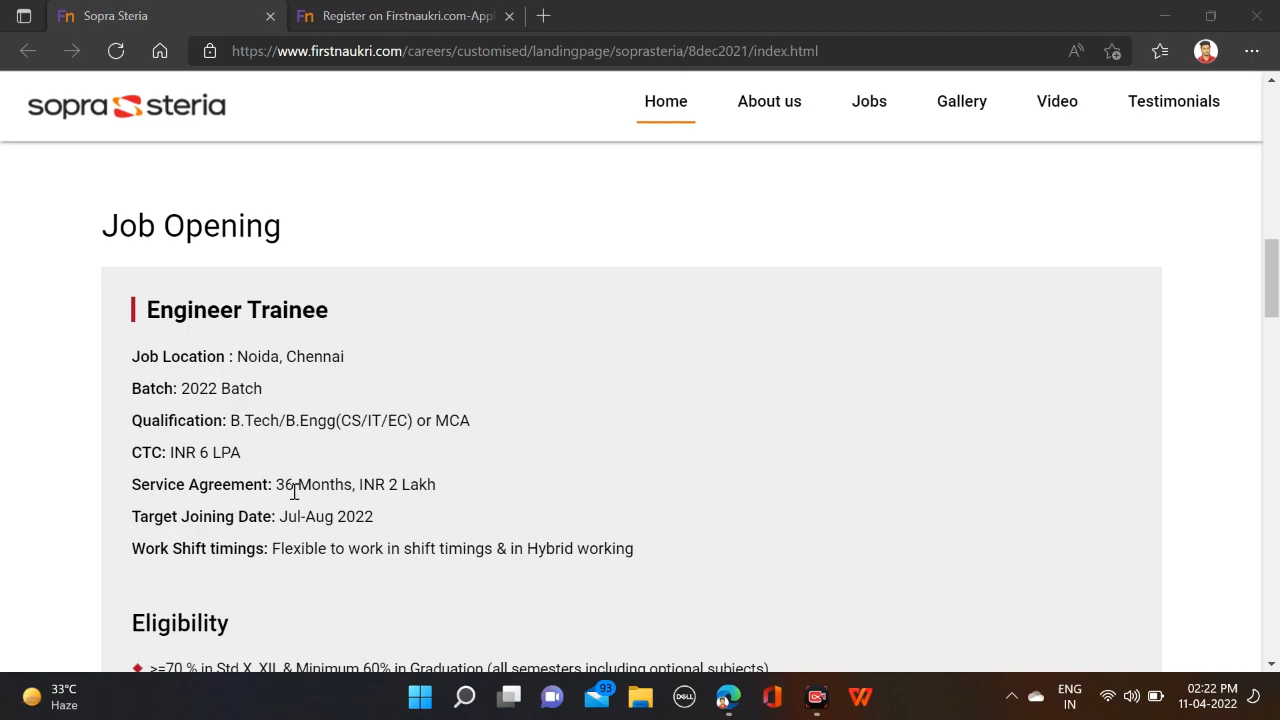 Sopra Steria
Register on Firstnaukri.com-Appl
https://www.firstnaukri.com/careers/customised/landingpage/soprasteria/8dec2021/index.html
sopra steria
Home About us Jobs Gallery Video Testimonials
Job Opening
Engineer Trainee
Job Location : Noida, Chennai
Batch: 2022 Batch
Qualification: B.Tech/B.Engg(CS/IT/EC) or MCA
CTC: INR 6 LPA
Service Agreement: 36 Months, INR 2 Lakh
Target Joining Date: Jul-Aug 2022
Work Shift timings: Flexible to work in shift timings & in Hybrid working
Eligibility
>=70 % in Std X, XII, & Minimum 60% in Graduation (all semesters including optional subjects)
33°C
Haze
93
DELL
ENG
IN
02:22 PM
11-04-2022